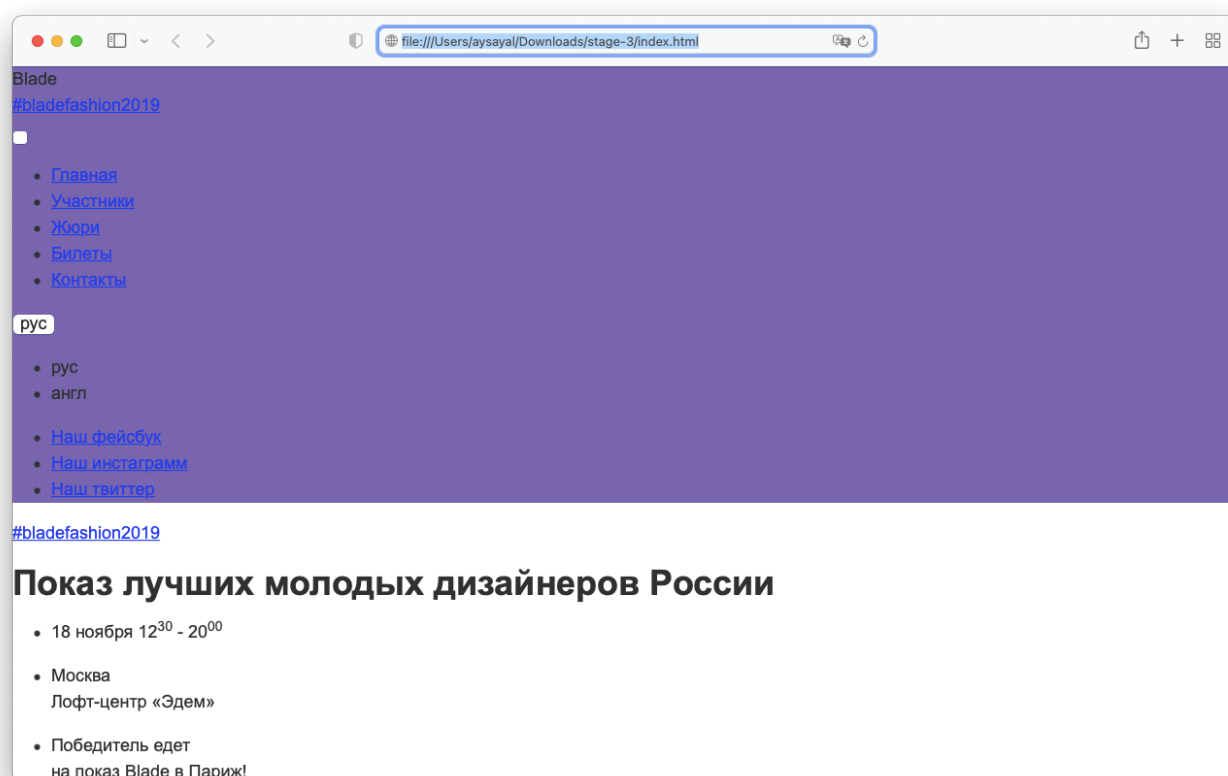 file:///Users/aysayal/Downloads/stage-3/index.html
Blade
#bladefashion2019
Главная
Участники
Жюри
Билеты
Контакты
рус
рус
англ
Наш фейсбук
Наш инстаграмм
Наш твиттер
#bladefashion2019
Показ лучших молодых дизайнеров России
18 ноября 12³⁰ - 20⁰⁰
Москва
Лофт-центр «Эдем»
Победитель едет
на показ Blade в Париж!